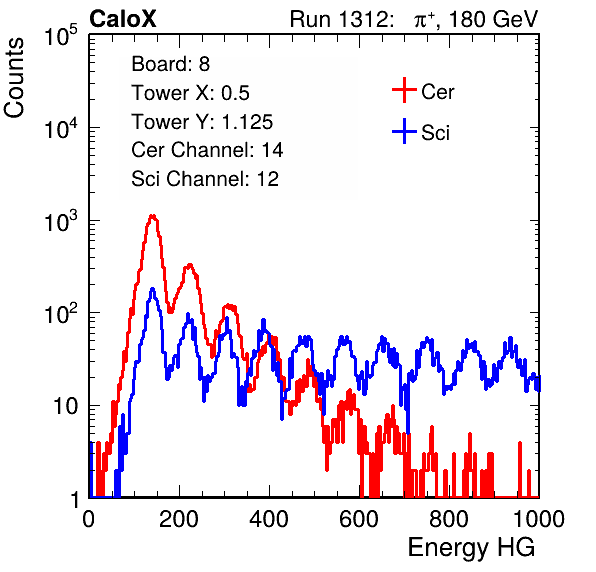 CaloX Run 1312: π⁺, 180 GeV
Counts
10⁵
10⁴
10³
10²
10
1
Board: 8
Tower X: 0.5
Tower Y: 1.125
Cer Channel: 14
Sci Channel: 12
Cer
Sci
0 200 400 600 800 1000
Energy HG